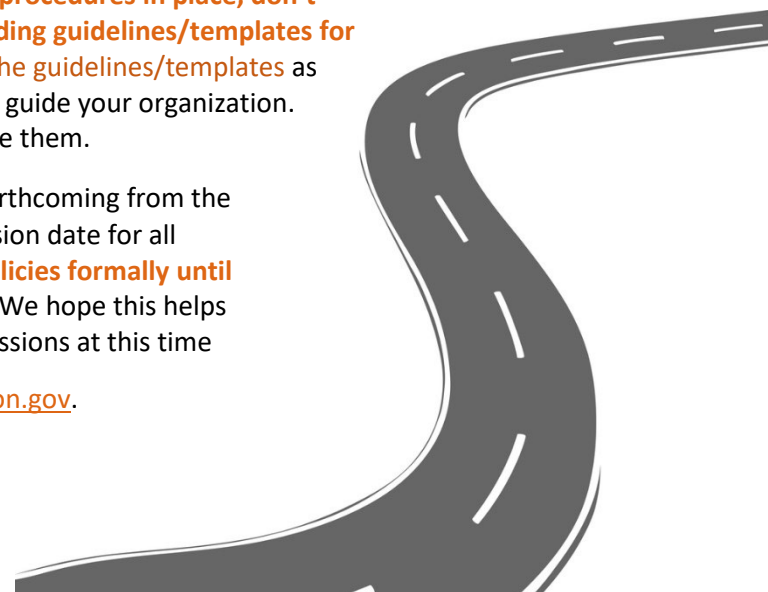 procedures in place, don't
ding guidelines/templates for
he guidelines/templates as
guide your organization.
e them.
rthcoming from the
sion date for all
licies formally until
We hope this helps
ssions at this time
on.gov.